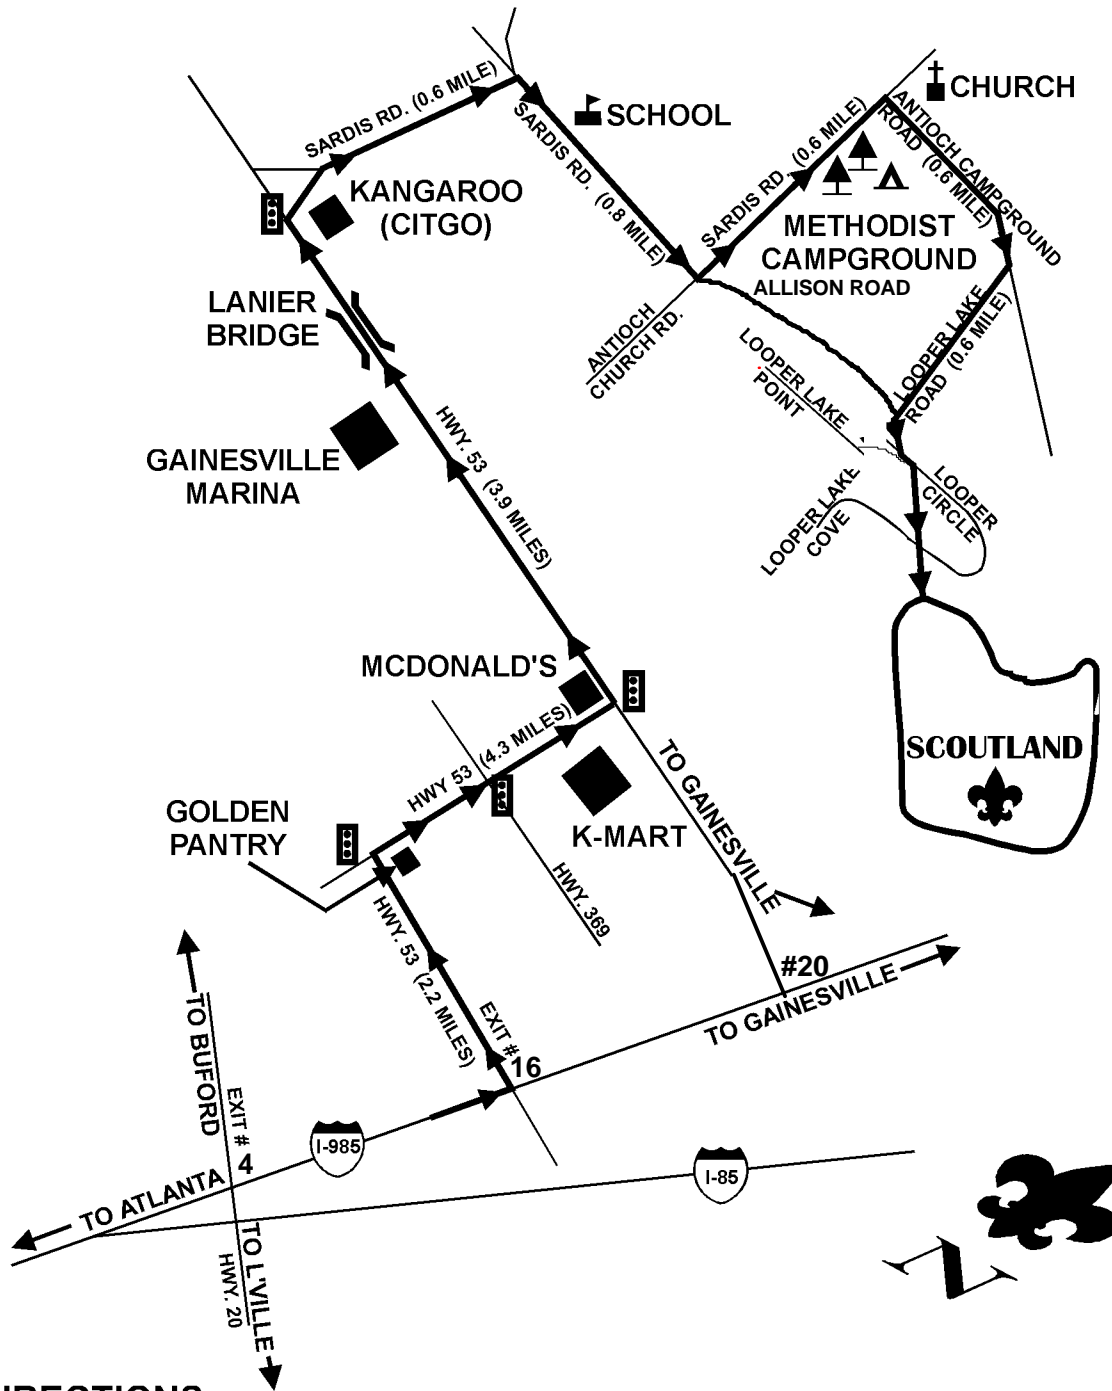 SARDIS RD. (0.6 MILE)
SCHOOL
CHURCH
KANGAROO
(CITGO)
SARDIS RD. (0.8 MILE)
SARDIS RD. (0.6 MILE)
ANTIOCH CAMPGROUND
ROAD (0.6 MILE)
METHODIST
CAMPGROUND
ALLISON ROAD
LANIER
BRIDGE
ANTIOCH
CHURCH RD.
LOOPER LAKE
POINT
LOOPER LAKE
ROAD (0.6 MILE)
GAINESVILLE
MARINA
HWY. 53 (3.9 MILES)
LOOPER LAKE
COVE
LOOPER
CIRCLE
MCDONALD'S
HWY 53 (4.3 MILES)
TO GAINESVILLE
SCOUTLAND
GOLDEN
PANTRY
K-MART
HWY. 369
HWY. 53 (2.2 MILES)
EXIT #
16
#20
TO GAINESVILLE
TO BUFORD
EXIT #
4
I-985
I-85
TO ATLANTA
TO L'VILLE
HWY. 20
N